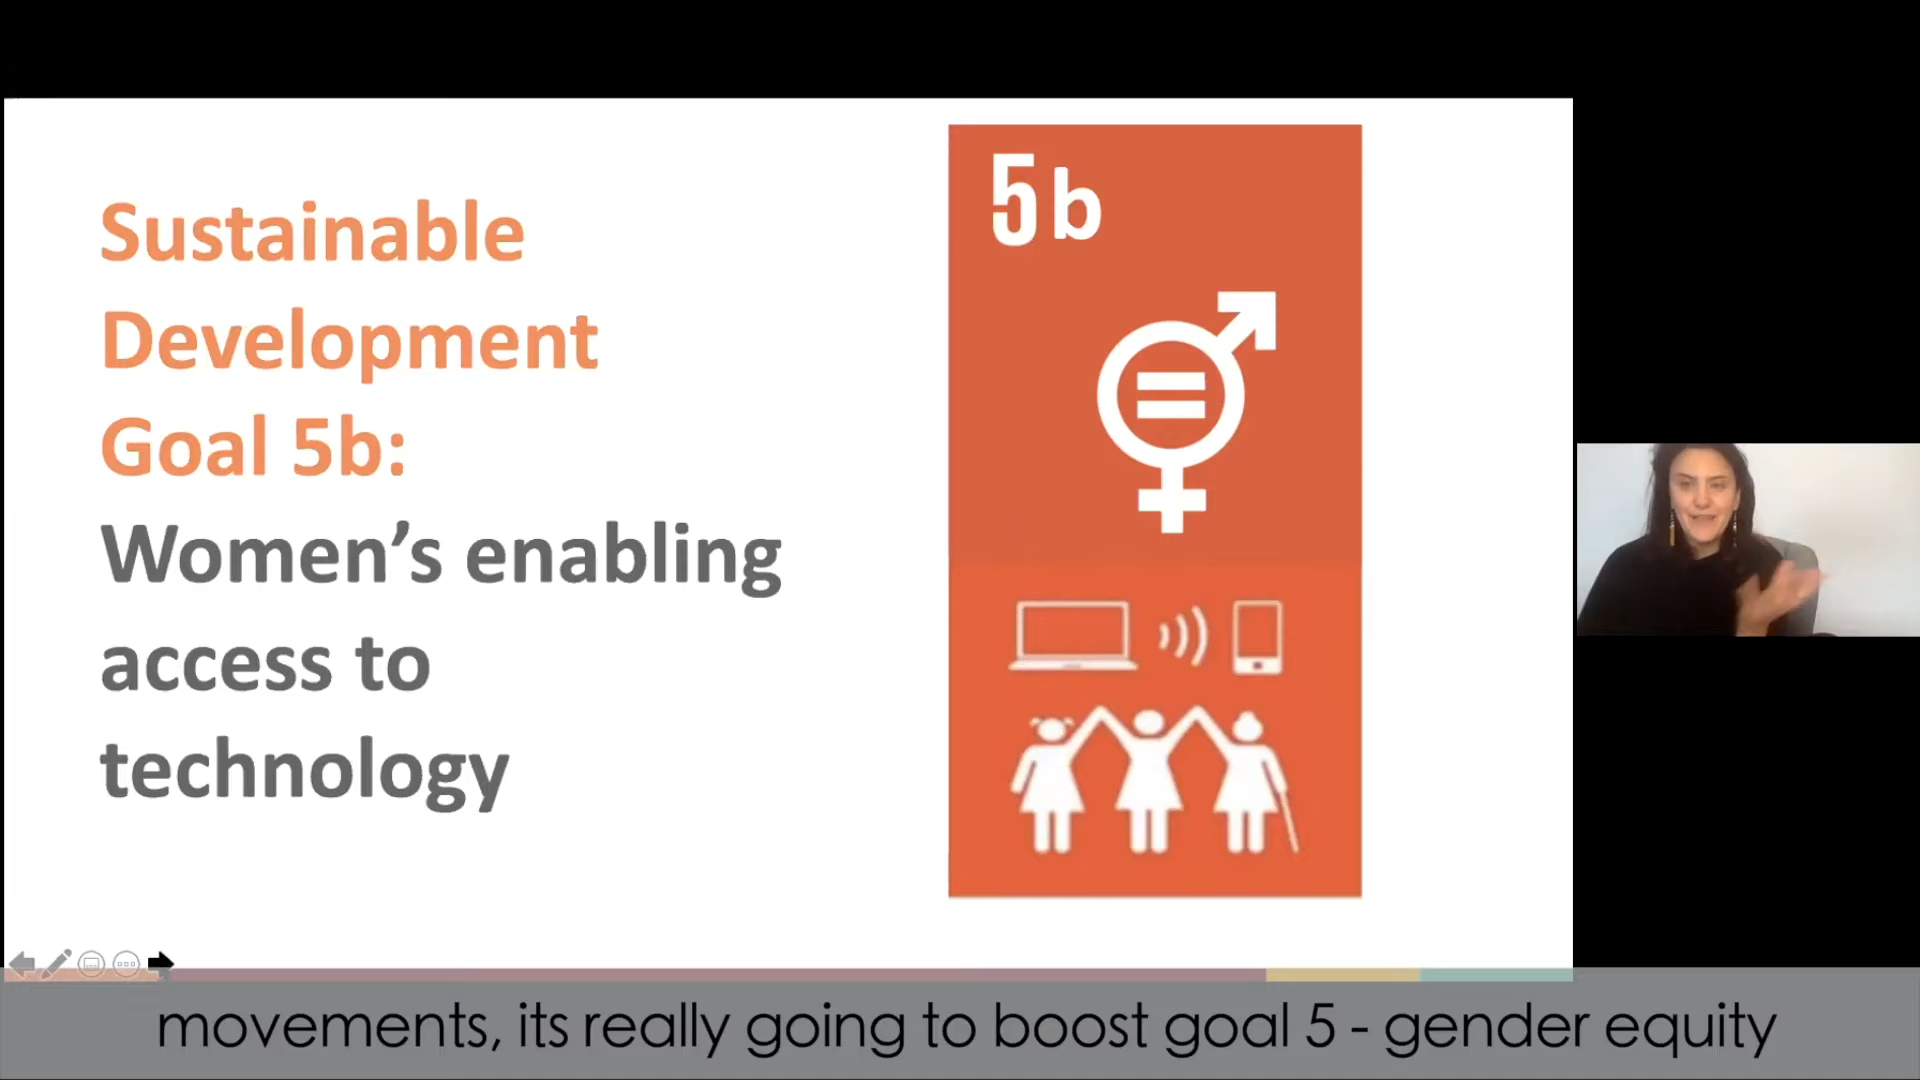 Sustainable
Development
Goal 5b:
Women’s enabling
access to
technology
5b
movements, its really going to boost goal 5 - gender equity